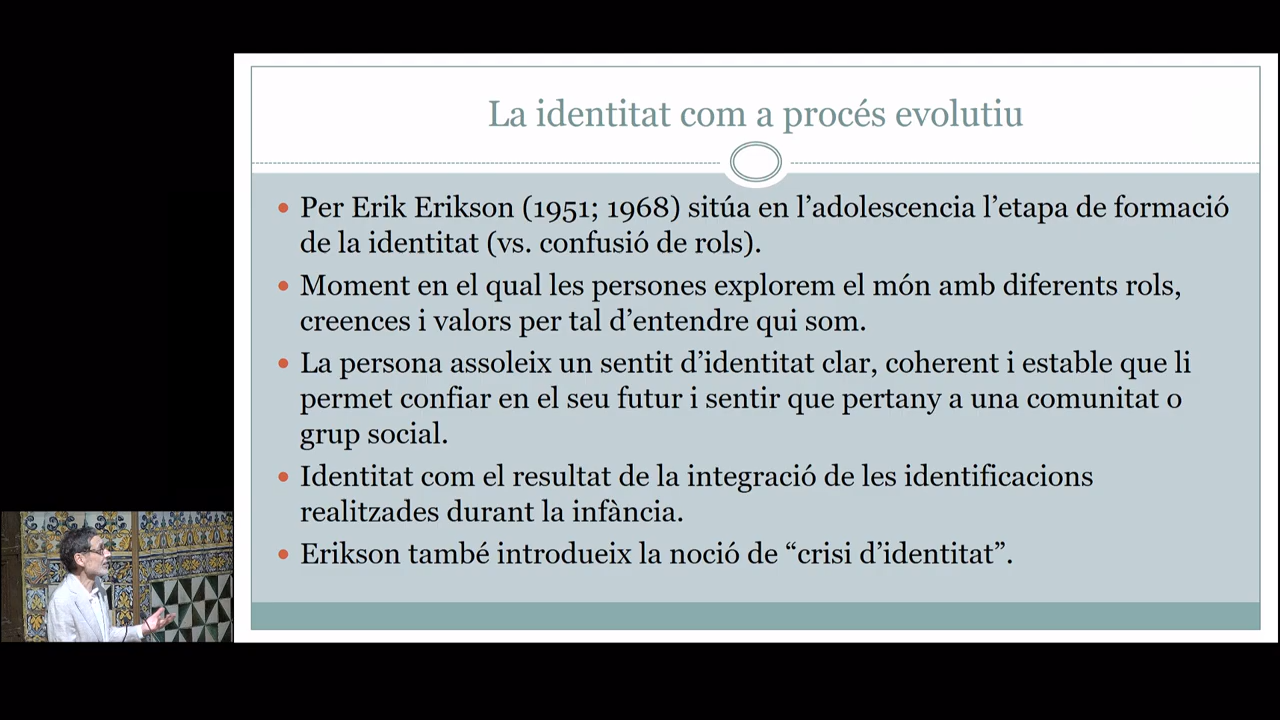 La identitat com a procés evolutiu
Per Erik Erikson (1951; 1968) sitúa en l’adolescencia l’etapa de formació
de la identitat (vs. confusió de rols).
Moment en el qual les persones explorem el món amb diferents rols,
creences i valors per tal d’entendre qui som.
La persona assoleix un sentit d’identitat clar, coherent i estable que li
permet confiar en el seu futur i sentir que pertany a una comunitat o
grup social.
Identitat com el resultat de la integració de les identificacions
realitzades durant la infància.
Erikson també introdueix la noció de “crisi d’identitat”.